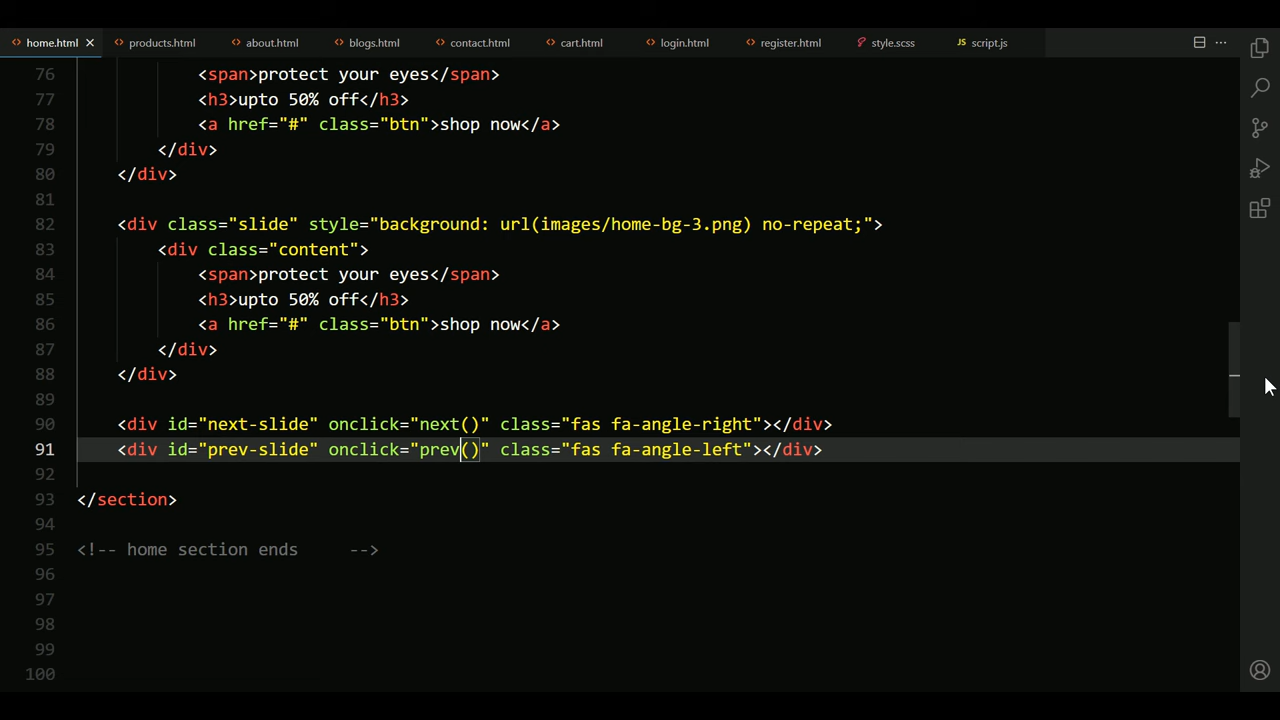 home.html products.html about.html blogs.html contact.html cart.html login.html register.html style.scss JS script.js
76 <span>protect your eyes</span>
77 <h3>upto 50% off</h3>
78 <a href="#" class="btn">shop now</a>
79 </div>
80 </div>
81
82 <div class="slide" style="background: url(images/home-bg-3.png) no-repeat;">
83 <div class="content">
84 <span>protect your eyes</span>
85 <h3>upto 50% off</h3>
86 <a href="#" class="btn">shop now</a>
87 </div>
88 </div>
89
90 <div id="next-slide" onclick="next()" class="fas fa-angle-right"></div>
91 <div id="prev-slide" onclick="prev()" class="fas fa-angle-left"></div>
92
93 </section>
94
95 <!-- home section ends     -->
96
97
98
99
100